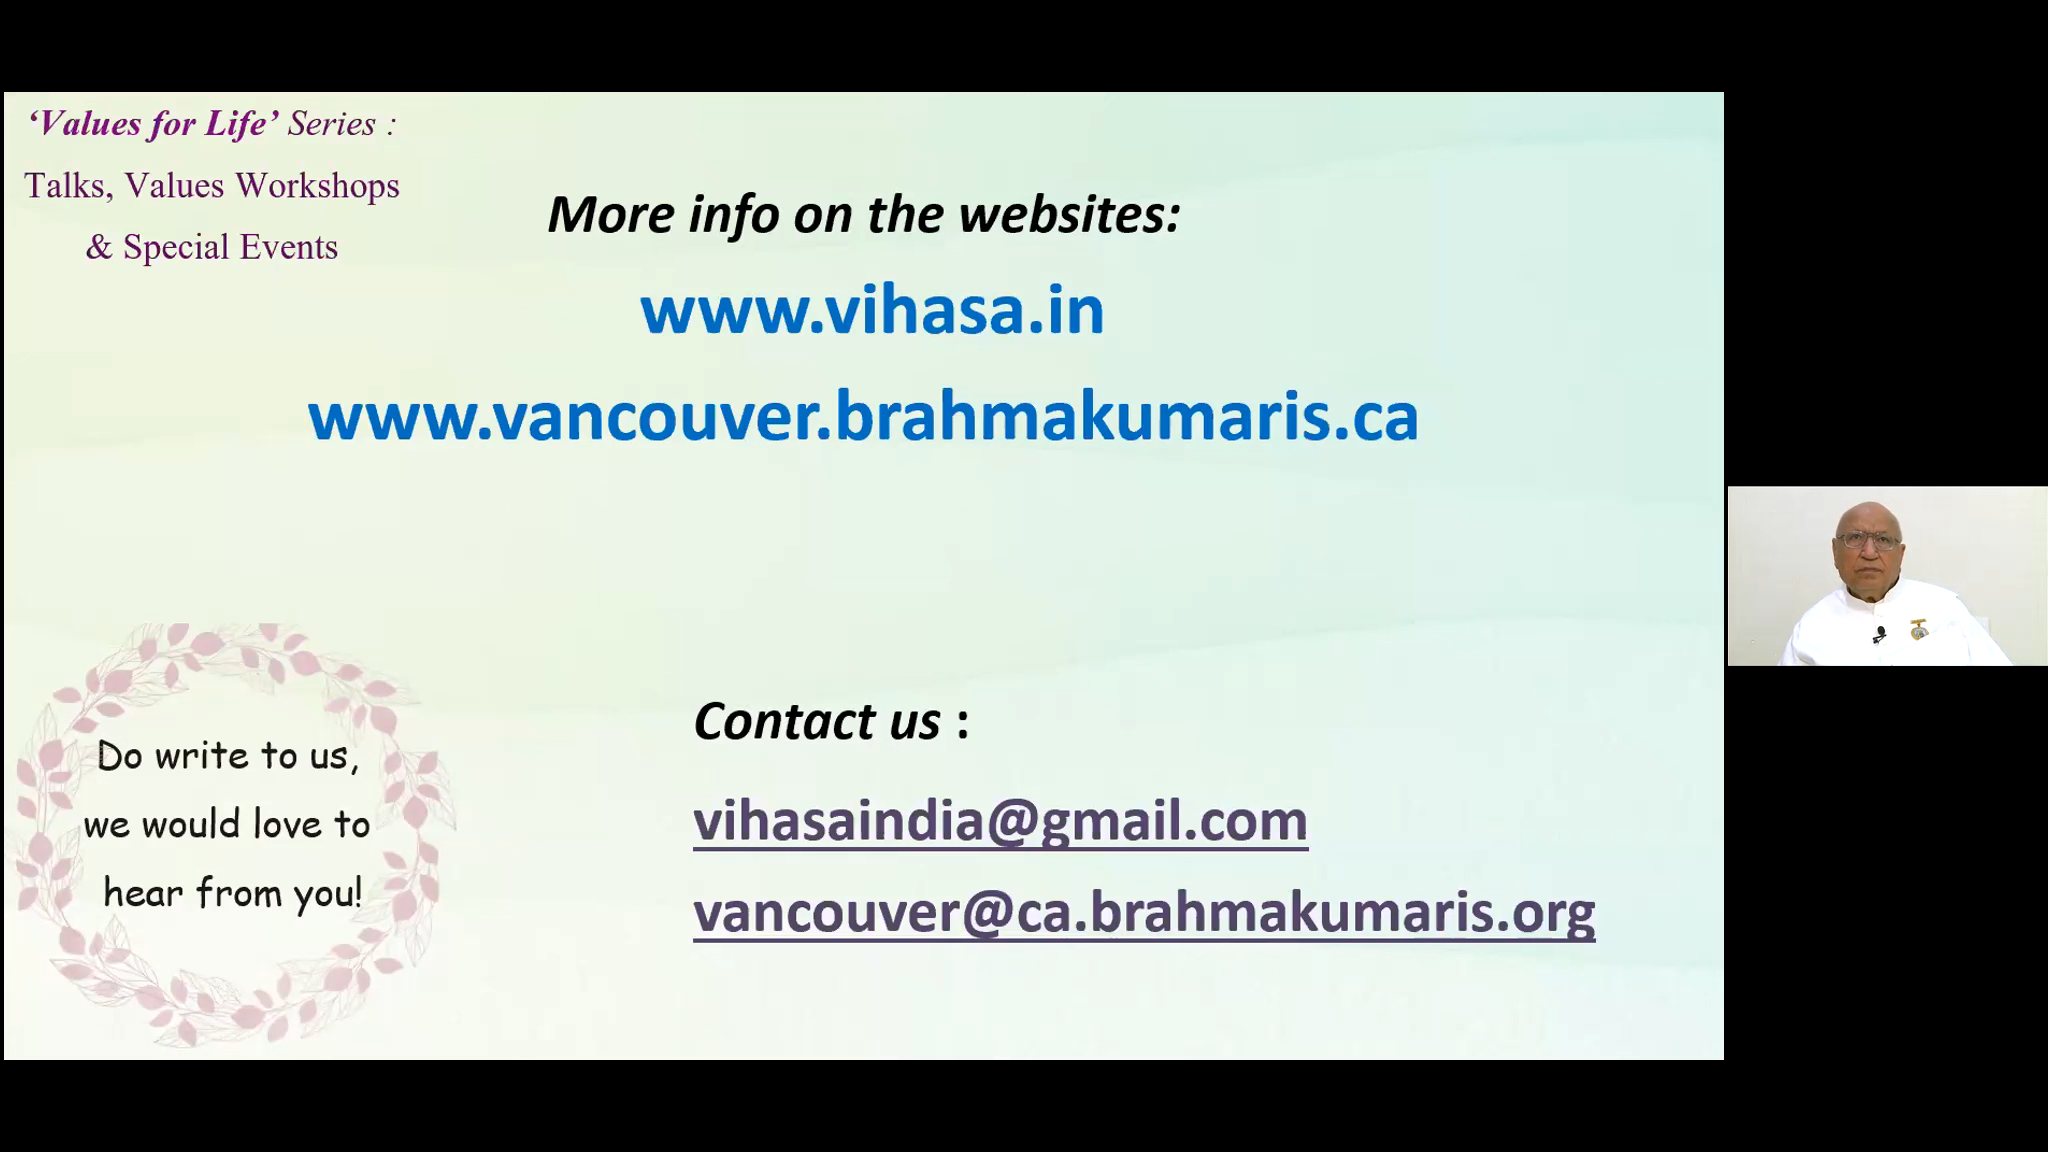 ‘Values for Life’ Series :
Talks, Values Workshops
& Special Events
More info on the websites:
www.vihasa.in
www.vancouver.brahmakumaris.ca
Do write to us,
we would love to
hear from you!
Contact us :
vihasaindia@gmail.com
vancouver@ca.brahmakumaris.org